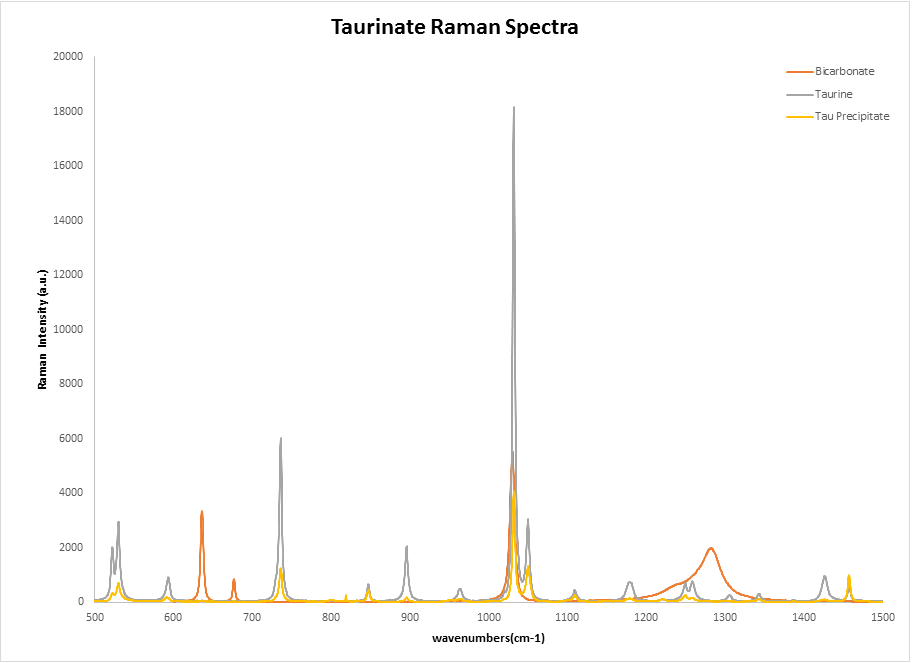 Taurinate Raman Spectra
20000
18000
16000
14000
12000
10000
8000
6000
4000
2000
0
Raman Intensity (a.u.)
Bicarbonate
Taurine
Tau Precipitate
500 600 700 800 900 1000 1100 1200 1300 1400 1500
wavenumbers(cm-1)